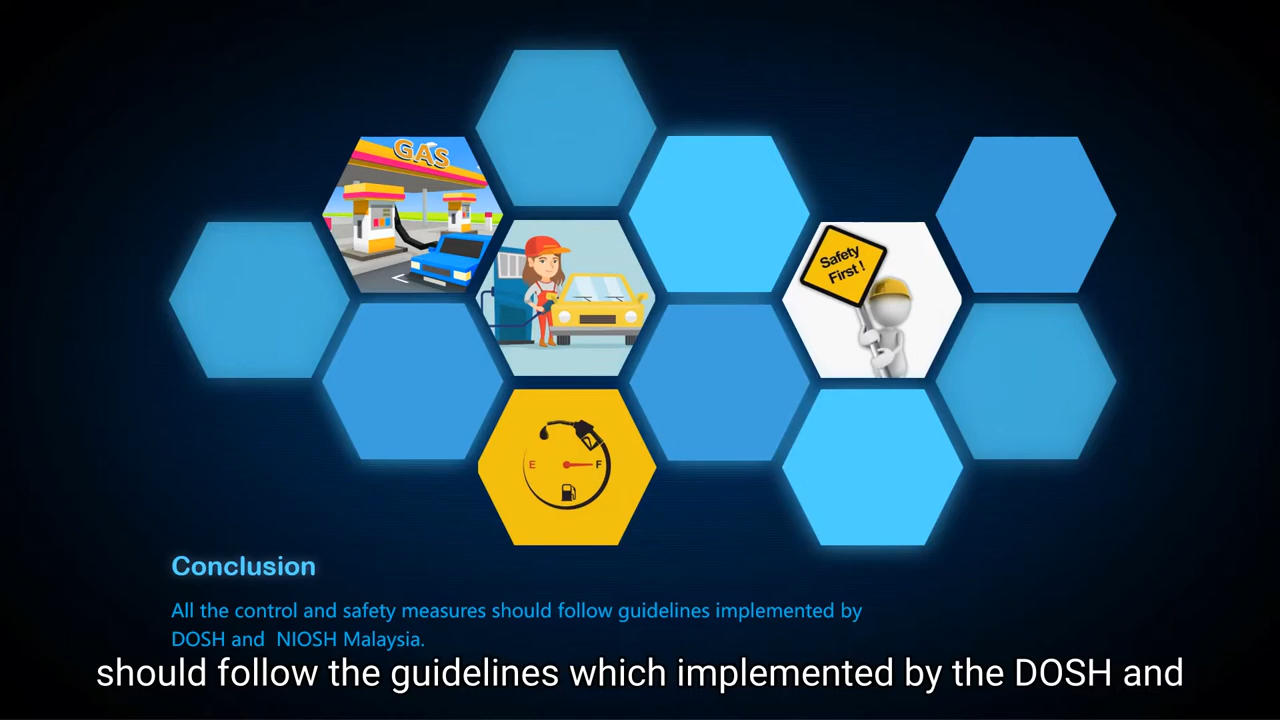 GAS
Safety
First !
E F
Conclusion
All the control and safety measures should follow guidelines implemented by
DOSH and  NIOSH Malaysia.
should follow the guidelines which implemented by the DOSH and